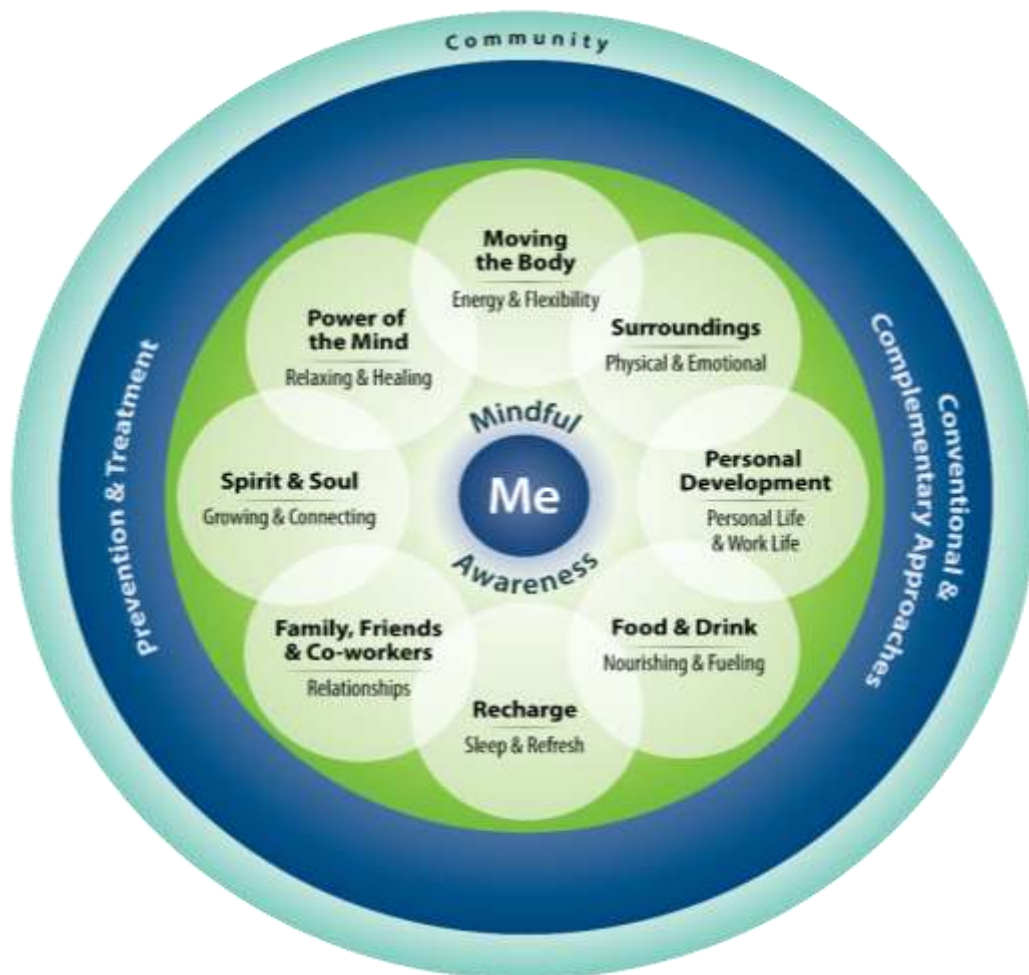 Community
Prevention & Treatment
Conventional &
Complementary Approaches
Moving
the Body
Energy & Flexibility
Surroundings
Physical & Emotional
Personal
Development
Personal Life
& Work Life
Food & Drink
Nourishing & Fueling
Recharge
Sleep & Refresh
Family, Friends
& Co-workers
Relationships
Spirit & Soul
Growing & Connecting
Power of
the Mind
Relaxing & Healing
Mindful
Me
Awareness